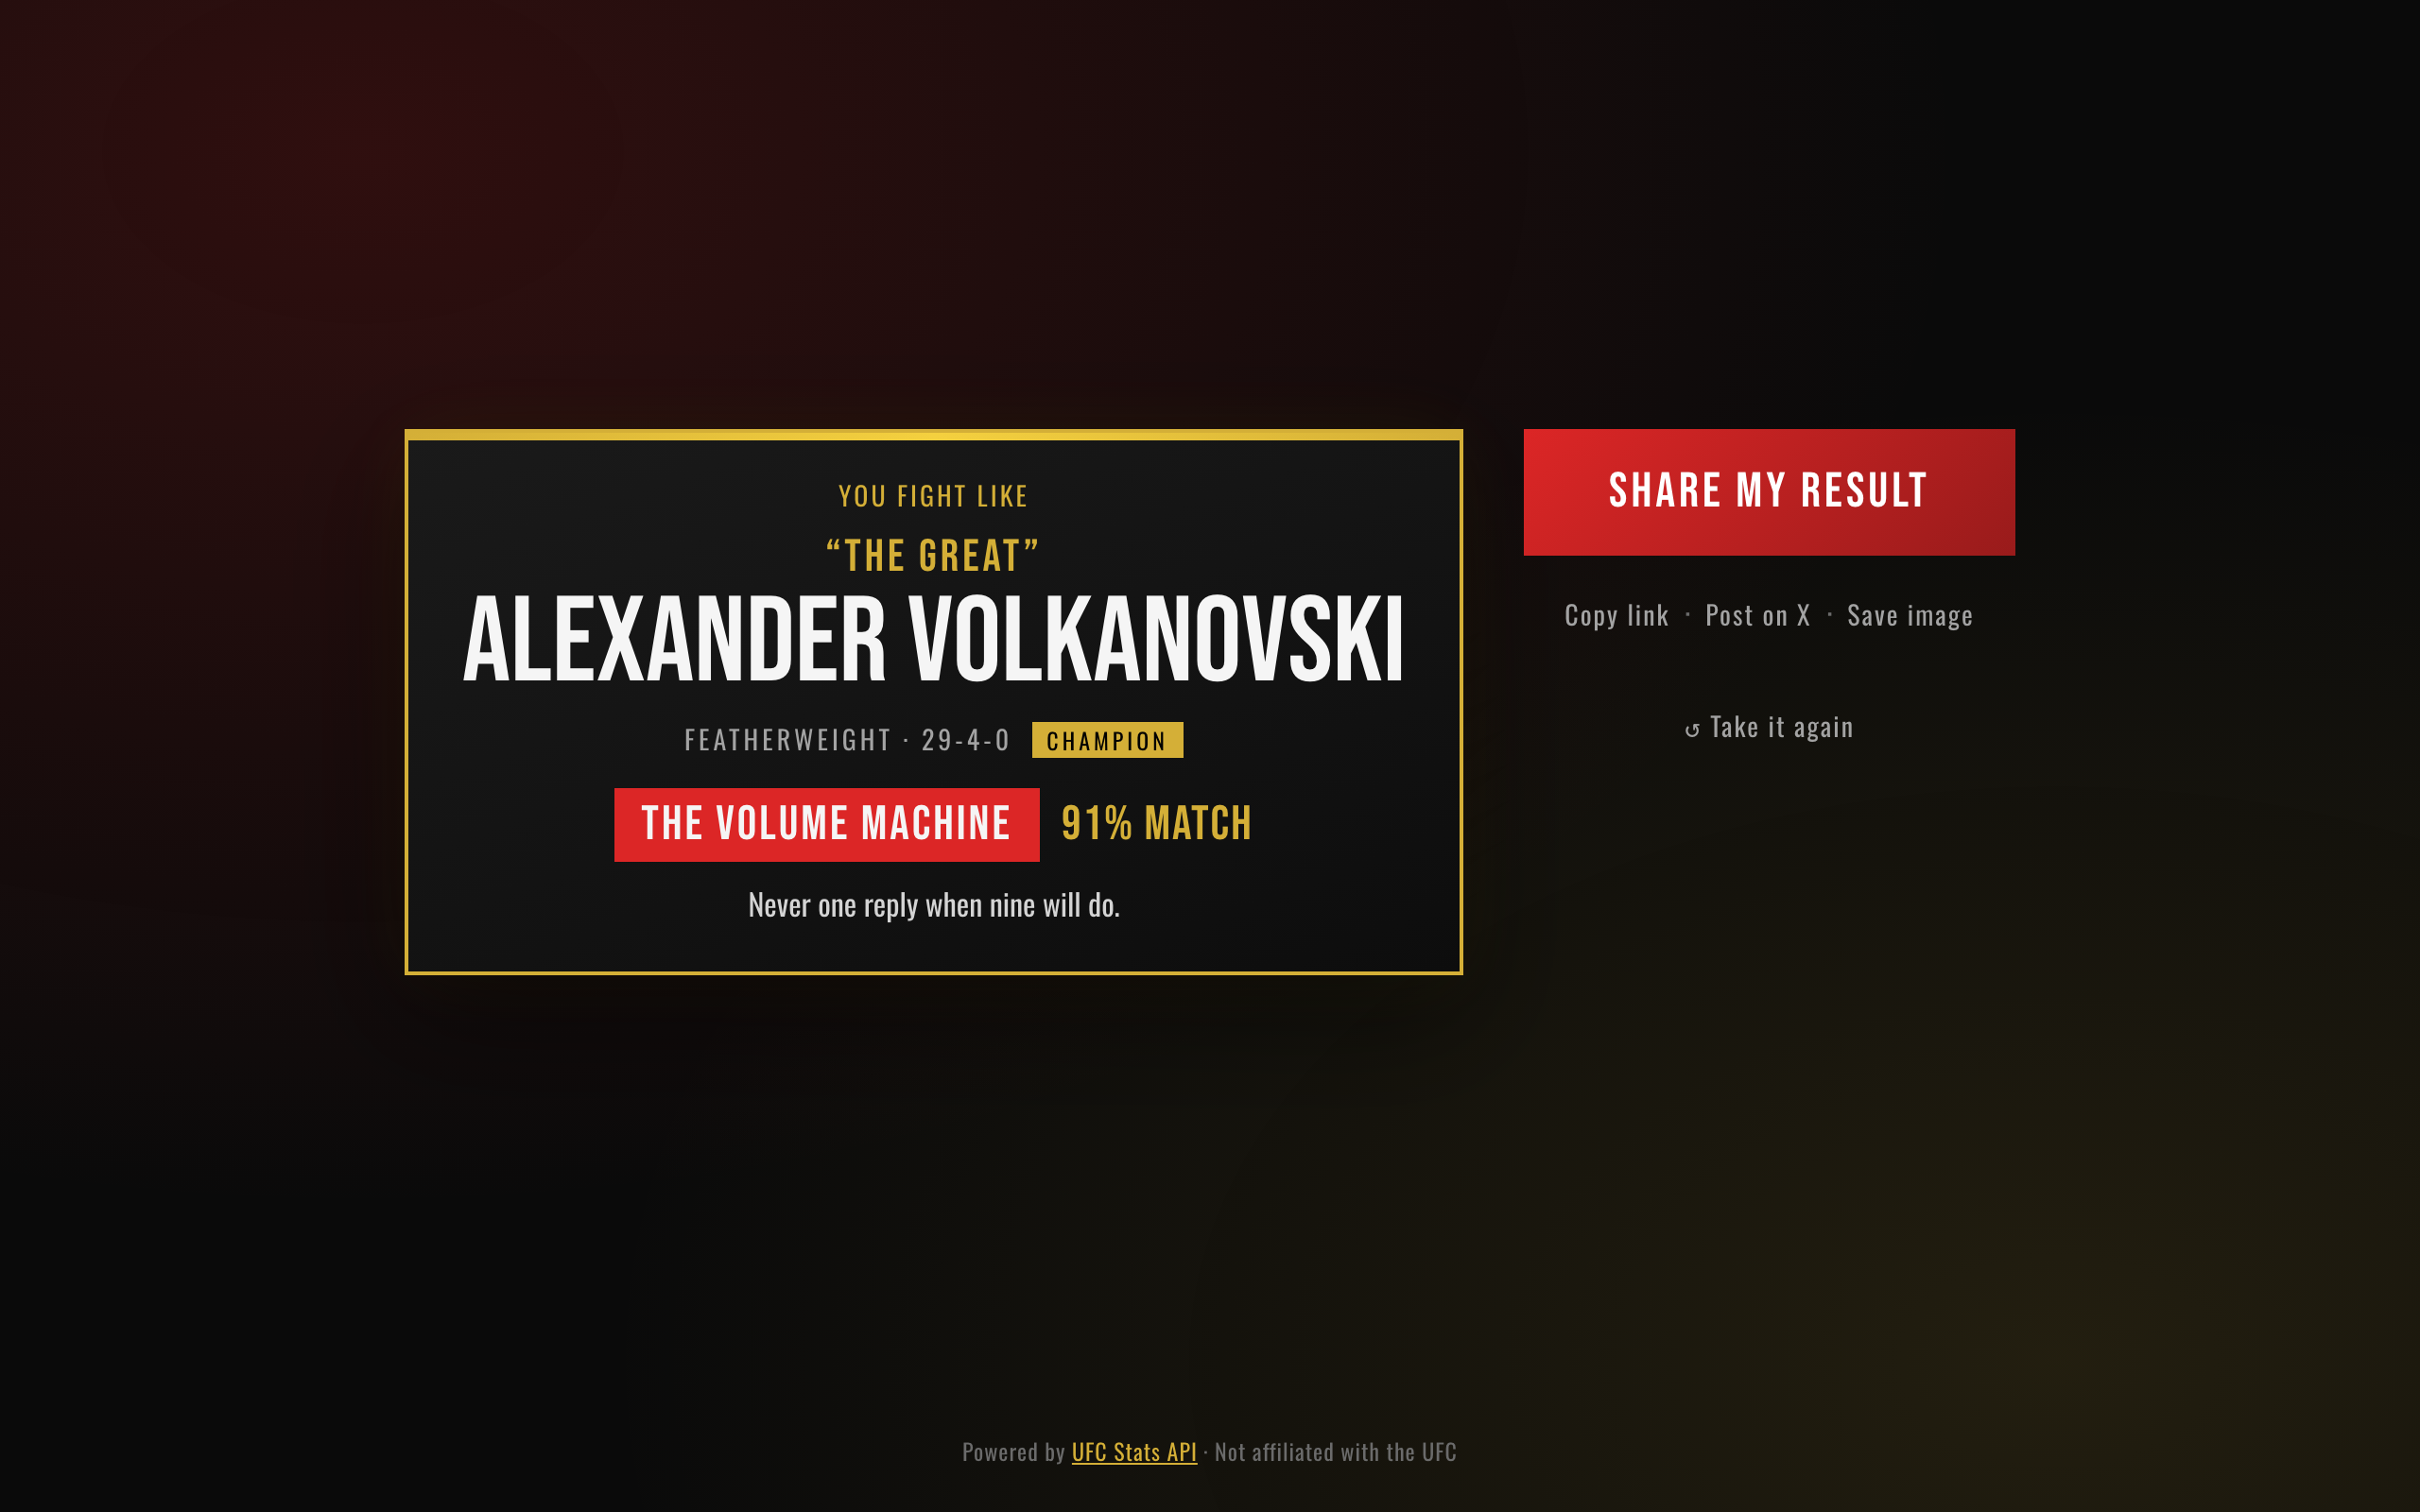 YOU FIGHT LIKE
“THE GREAT”
ALEXANDER VOLKANOVSKI
FEATHERWEIGHT · 29-4-0 CHAMPION
THE VOLUME MACHINE 91% MATCH
Never one reply when nine will do.
SHARE MY RESULT
Copy link · Post on X · Save image
↺ Take it again
Powered by UFC Stats API · Not affiliated with the UFC